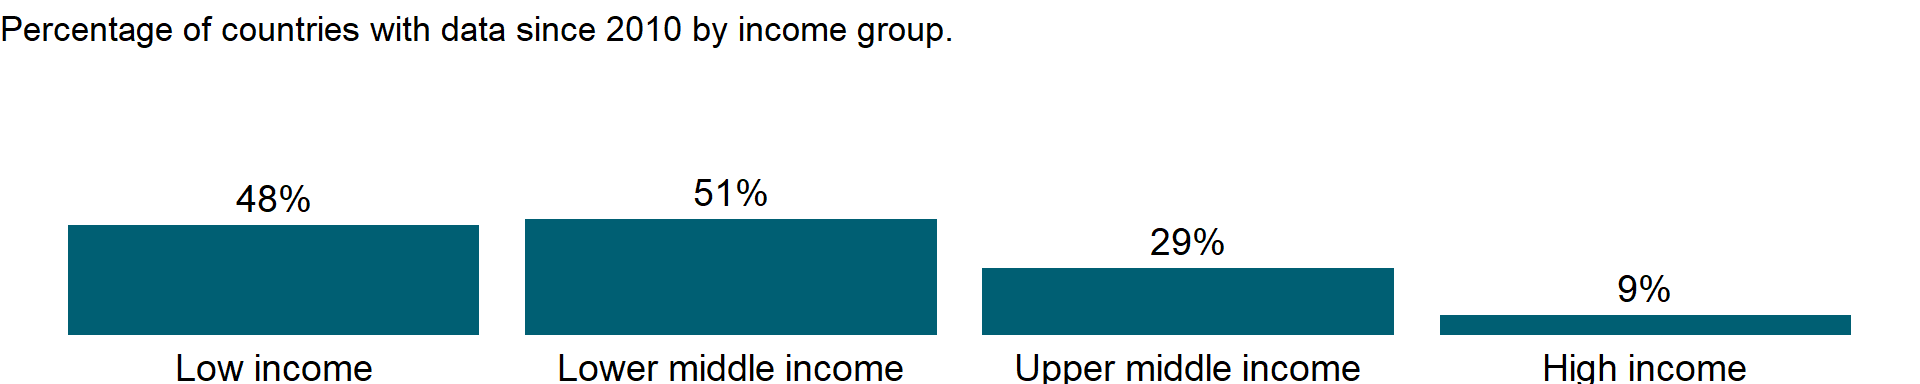 Percentage of countries with data since 2010 by income group.
48%
51%
29%
9%
Low income
Lower middle income
Upper middle income
High income